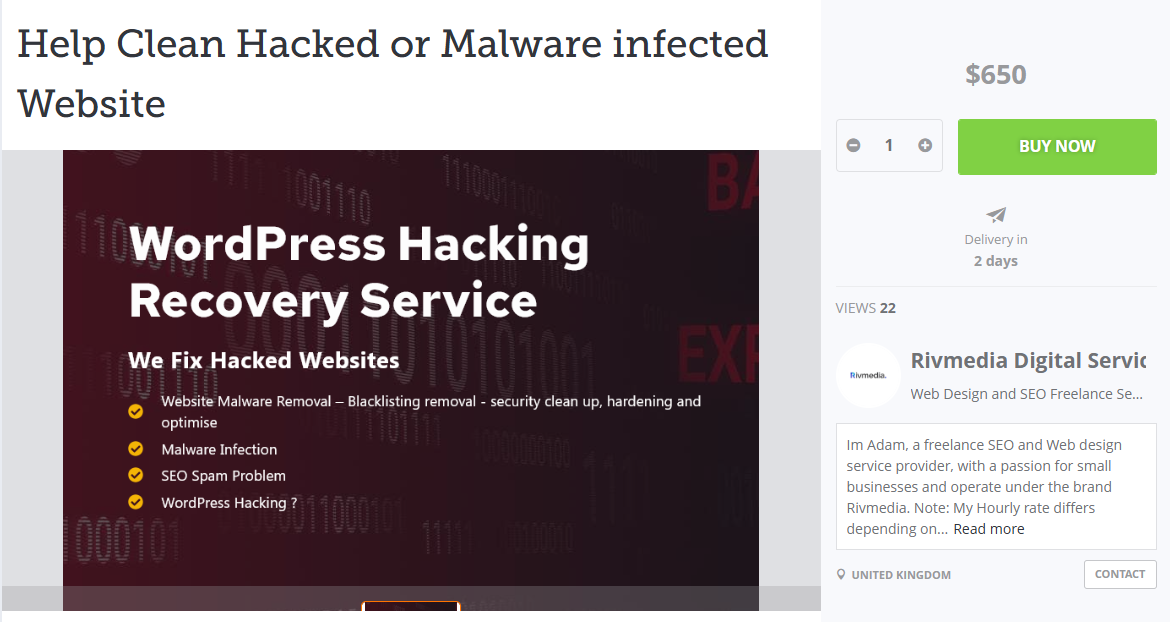 Help Clean Hacked or Malware infected
Website
WordPress Hacking
Recovery Service
We Fix Hacked Websites
Website Malware Removal – Blacklisting removal - security clean up, hardening and
optimise
Malware Infection
SEO Spam Problem
WordPress Hacking ?
$650
1
BUY NOW
Delivery in
2 days
VIEWS 22
Rivmedia.
Rivmedia Digital Servic
Web Design and SEO Freelance Se...
Im Adam, a freelance SEO and Web design
service provider, with a passion for small
businesses and operate under the brand
Rivmedia. Note: My Hourly rate differs
depending on... Read more
UNITED KINGDOM
CONTACT